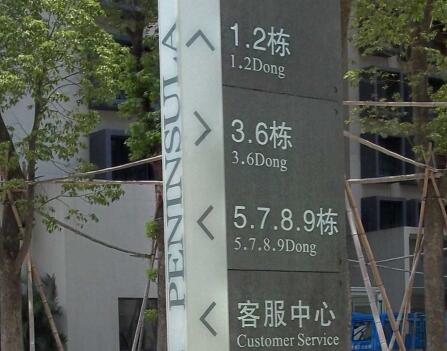 PENINSULA
1.2栋
1.2Dong
3.6栋
3.6Dong
5.7.8.9栋
5.7.8.9Dong
客服中心
Customer Service